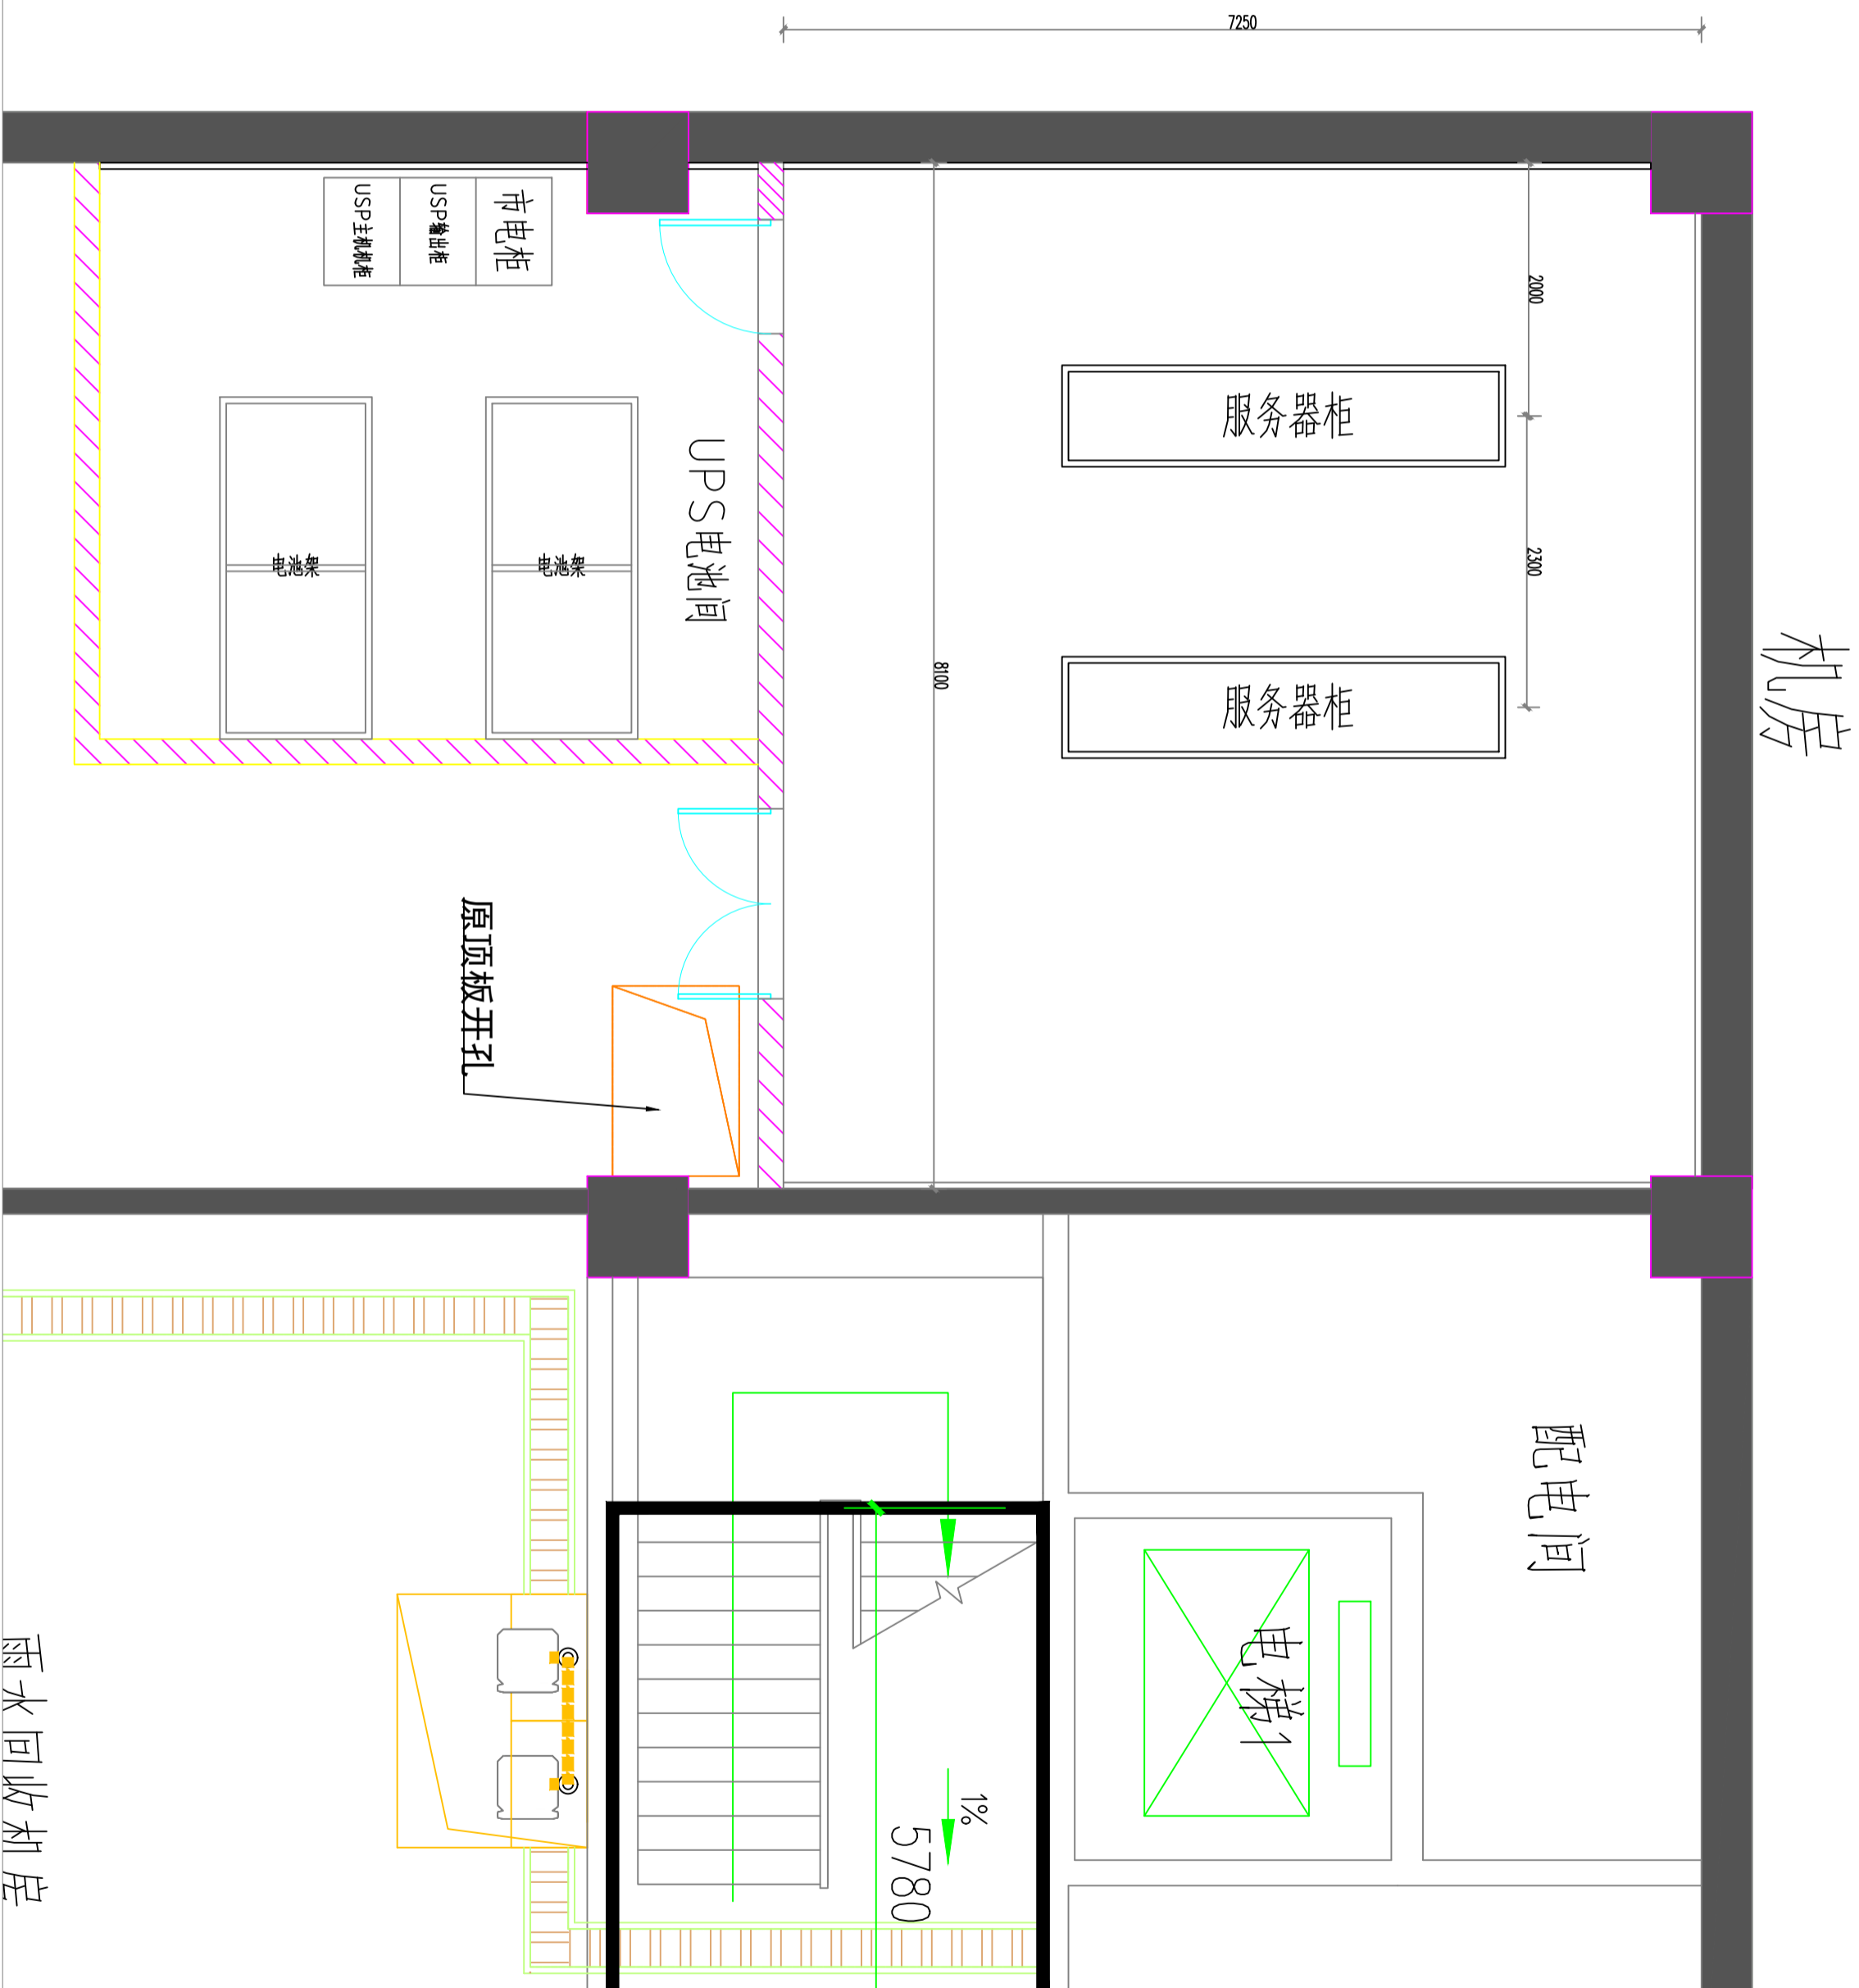 7250
2000
2300
8100
机房
服务器柜
服务器柜
市电柜
USP输出柜
USP主机机柜
UPS电池间
电池架
电池架
原顶板开孔
配电间
电梯1
1%
5780
雨水回收机房